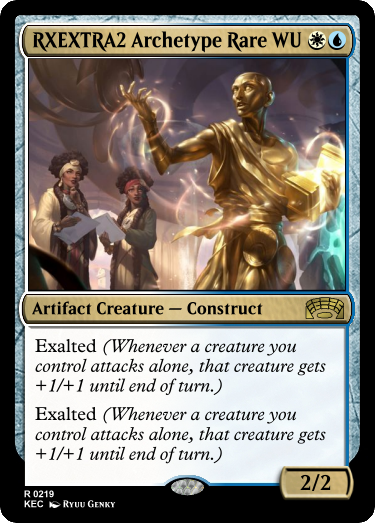 RXEXTRA2 Archetype Rare WU
Artifact Creature — Construct
Exalted (Whenever a creature you
control attacks alone, that creature gets
+1/+1 until end of turn.)
Exalted (Whenever a creature you
control attacks alone, that creature gets
+1/+1 until end of turn.)
2/2
R 0219
KEC Ryuu Genky